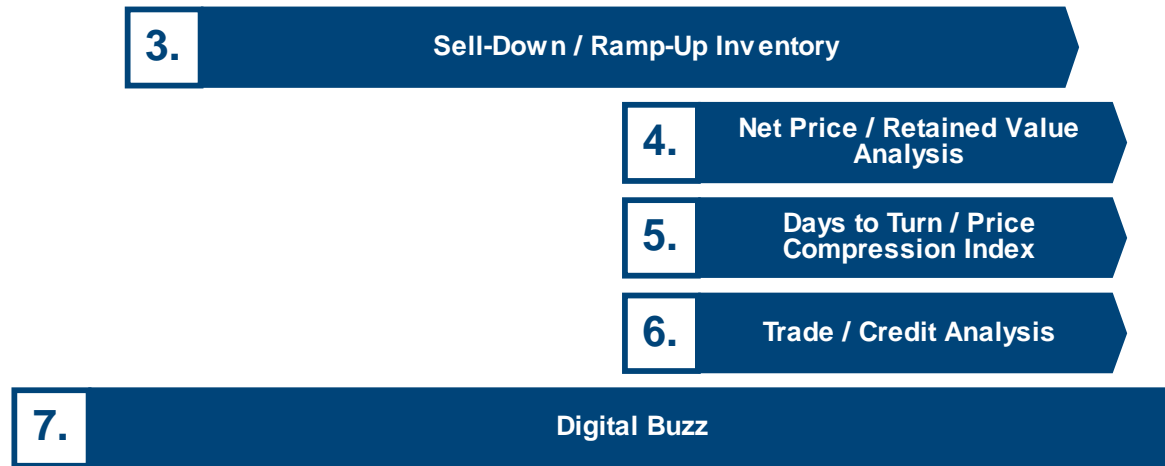 3. Sell-Down / Ramp-Up Inventory
4. Net Price / Retained Value
Analysis
5. Days to Turn / Price
Compression Index
6. Trade / Credit Analysis
7. Digital Buzz